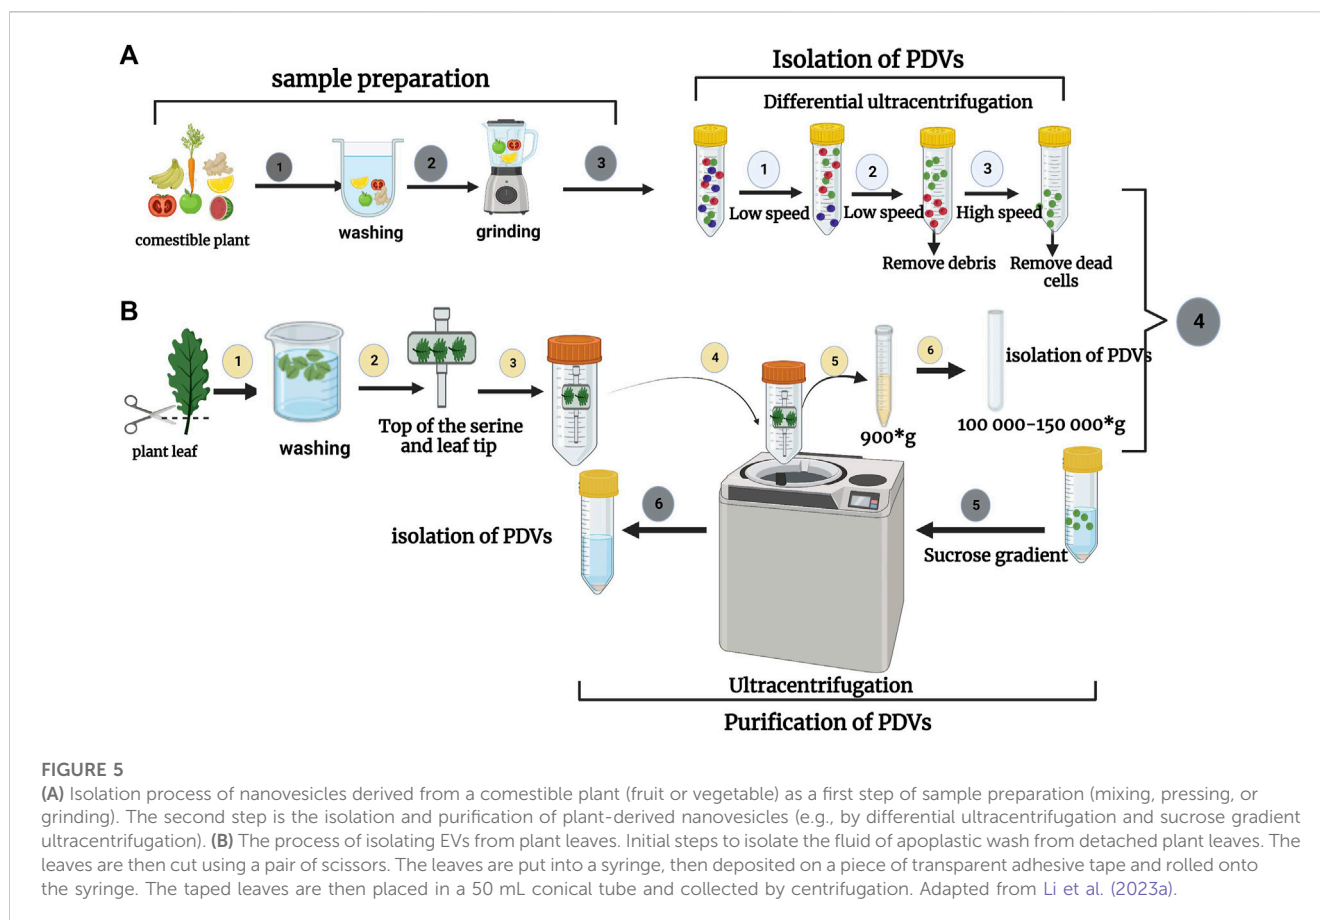 A
sample preparation
Isolation of PDVs
Differential ultracentrifugation
1
2
3
1
2
3
Low speed
Low speed
High speed
comestible plant
washing
grinding
Remove debris
Remove dead
cells
B
4
1
2
3
4
5
6
isolation of PDVs
plant leaf
washing
Top of the serine
and leaf tip
900*g
100 000-150 000*g
isolation of PDVs
6
5
Sucrose gradient
Ultracentrifugation
Purification of PDVs
FIGURE 5
(A) Isolation process of nanovesicles derived from a comestible plant (fruit or vegetable) as a first step of sample preparation (mixing, pressing, or
grinding). The second step is the isolation and purification of plant-derived nanovesicles (e.g., by differential ultracentrifugation and sucrose gradient
ultracentrifugation). (B) The process of isolating EVs from plant leaves. Initial steps to isolate the fluid of apoplastic wash from detached plant leaves. The
leaves are then cut using a pair of scissors. The leaves are put into a syringe, then deposited on a piece of transparent adhesive tape and rolled onto
the syringe. The taped leaves are then placed in a 50 mL conical tube and collected by centrifugation. Adapted from Li et al. (2023a).